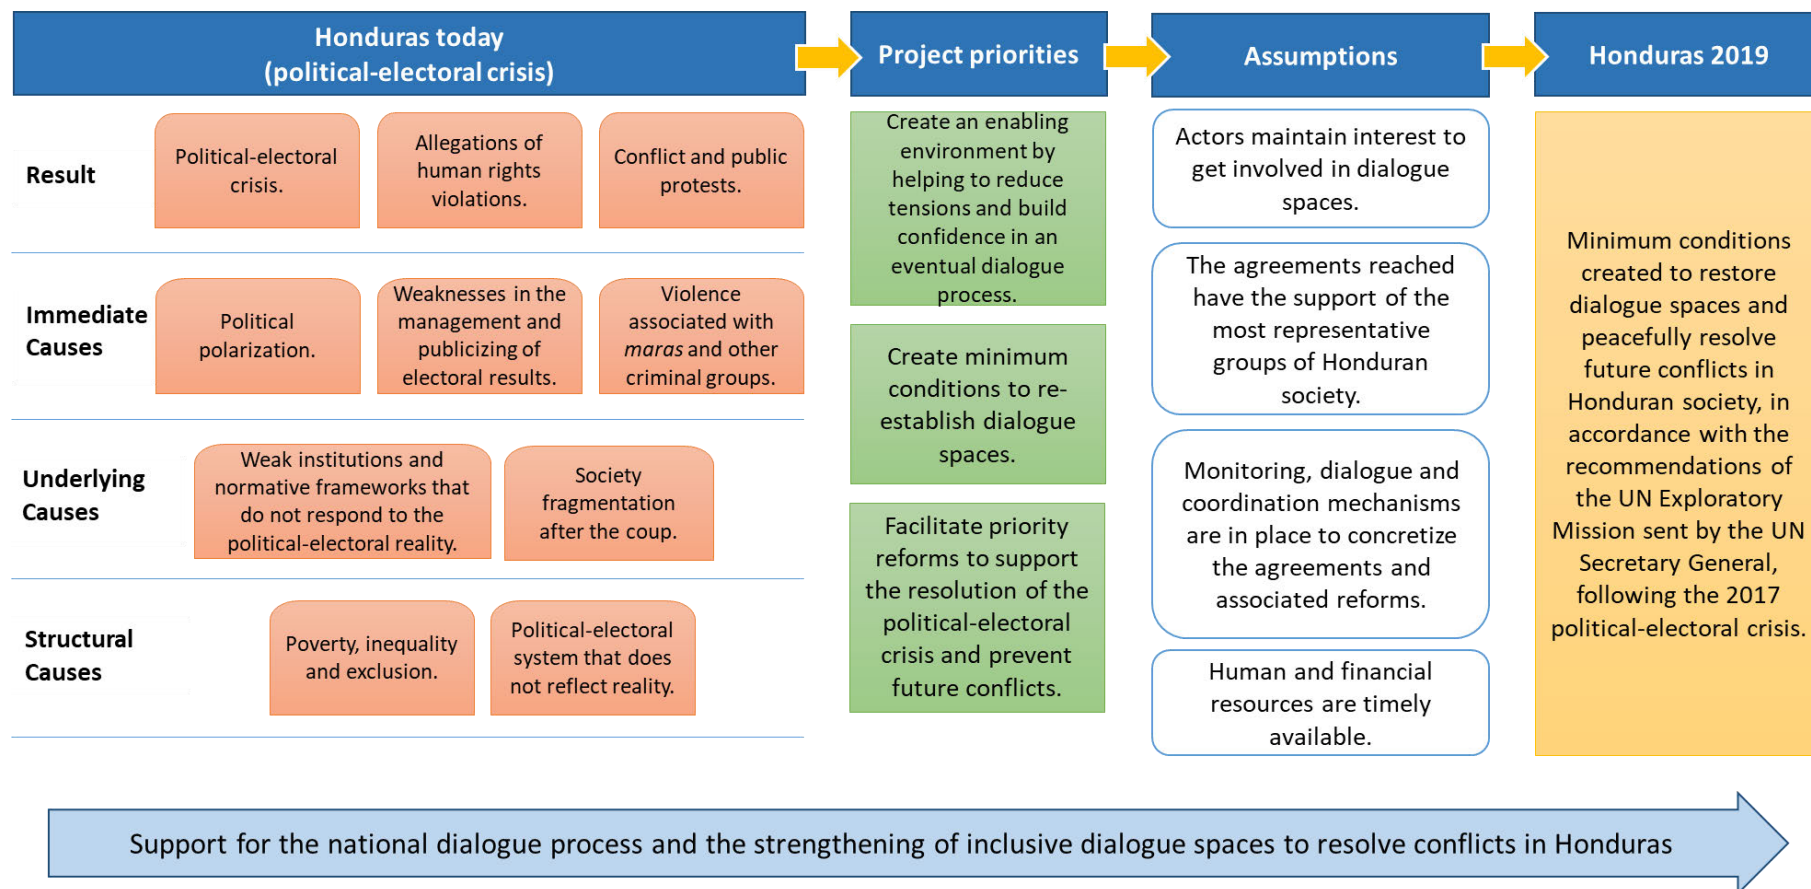 Honduras today
(political-electoral crisis)
Project priorities
Assumptions
Honduras 2019
Result
Political-electoral
crisis.
Allegations of
human rights
violations.
Conflict and public
protests.
Immediate
Causes
Political
polarization.
Weaknesses in the
management and
publicizing of
electoral results.
Violence
associated with
maras and other
criminal groups.
Underlying
Causes
Weak institutions and
normative frameworks that
do not respond to the
political-electoral reality.
Society
fragmentation
after the coup.
Structural
Causes
Poverty, inequality
and exclusion.
Political-electoral
system that does
not reflect reality.
Create an enabling
environment by
helping to reduce
tensions and build
confidence in an
eventual dialogue
process.
Create minimum
conditions to re-
establish dialogue
spaces.
Facilitate priority
reforms to support
the resolution of the
political-electoral
crisis and prevent
future conflicts.
Actors maintain interest to
get involved in dialogue
spaces.
The agreements reached
have the support of the
most representative
groups of Honduran
society.
Monitoring, dialogue and
coordination mechanisms
are in place to concretize
the agreements and
associated reforms.
Human and financial
resources are timely
available.
Minimum conditions
created to restore
dialogue spaces and
peacefully resolve
future conflicts in
Honduran society, in
accordance with the
recommendations of
the UN Exploratory
Mission sent by the UN
Secretary General,
following the 2017
political-electoral crisis.
Support for the national dialogue process and the strengthening of inclusive dialogue spaces to resolve conflicts in Honduras